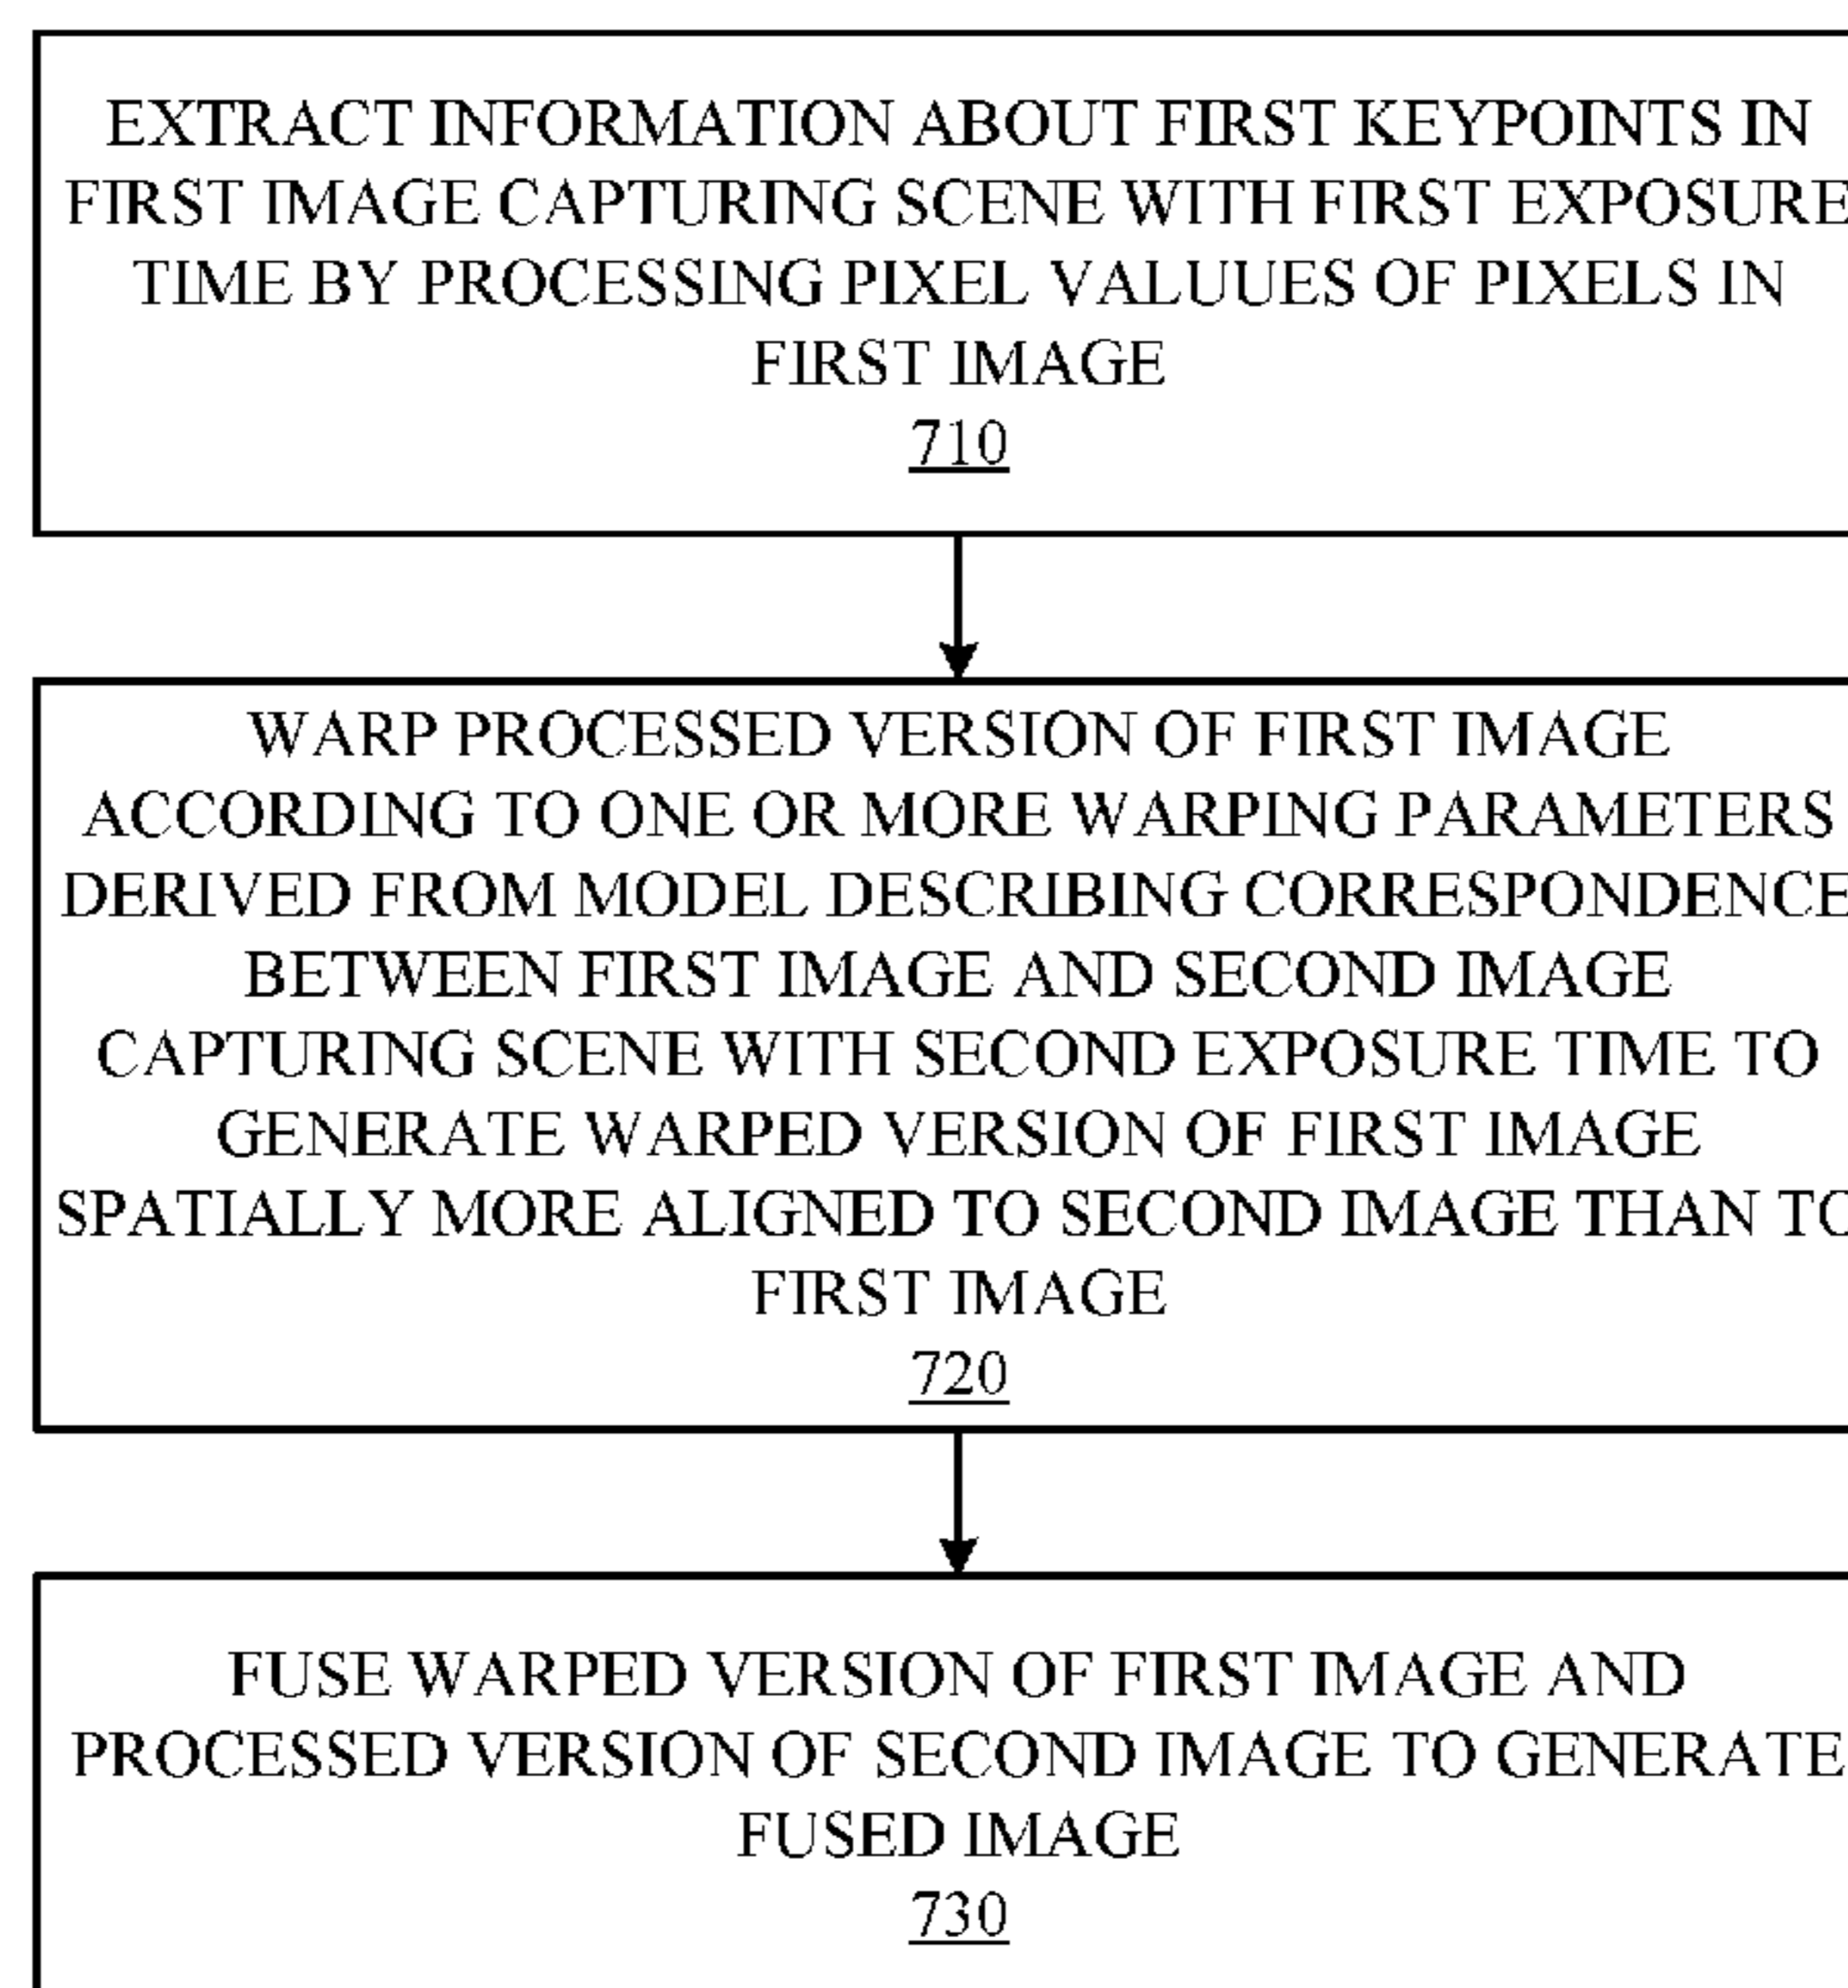 EXTRACT INFORMATION ABOUT FIRST KEYPOINTS IN
FIRST IMAGE CAPTURING SCENE WITH FIRST EXPOSURE
TIME BY PROCESSING PIXEL VALUUES OF PIXELS IN
FIRST IMAGE
710
WARP PROCESSED VERSION OF FIRST IMAGE
ACCORDING TO ONE OR MORE WARPING PARAMETERS
DERIVED FROM MODEL DESCRIBING CORRESPONDENCE
BETWEEN FIRST IMAGE AND SECOND IMAGE
CAPTURING SCENE WITH SECOND EXPOSURE TIME TO
GENERATE WARPED VERSION OF FIRST IMAGE
SPATIALLY MORE ALIGNED TO SECOND IMAGE THAN TO
FIRST IMAGE
720
FUSE WARPED VERSION OF FIRST IMAGE AND
PROCESSED VERSION OF SECOND IMAGE TO GENERATE
FUSED IMAGE
730